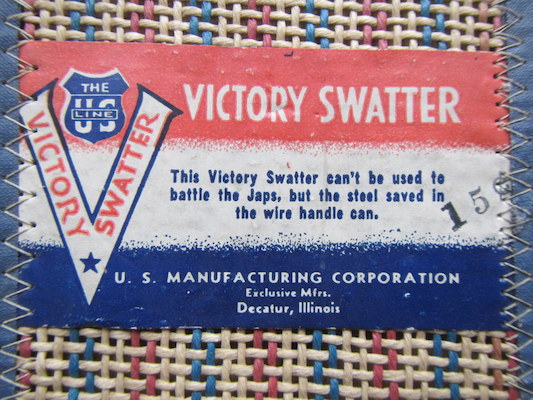 THE
US
LINE
VICTORY SWATTER
VICTORY SWATTER
This Victory Swatter can't be used to
battle the Japs, but the steel saved in
the wire handle can.
15¢
U. S. MANUFACTURING CORPORATION
Exclusive Mfrs.
Decatur, Illinois